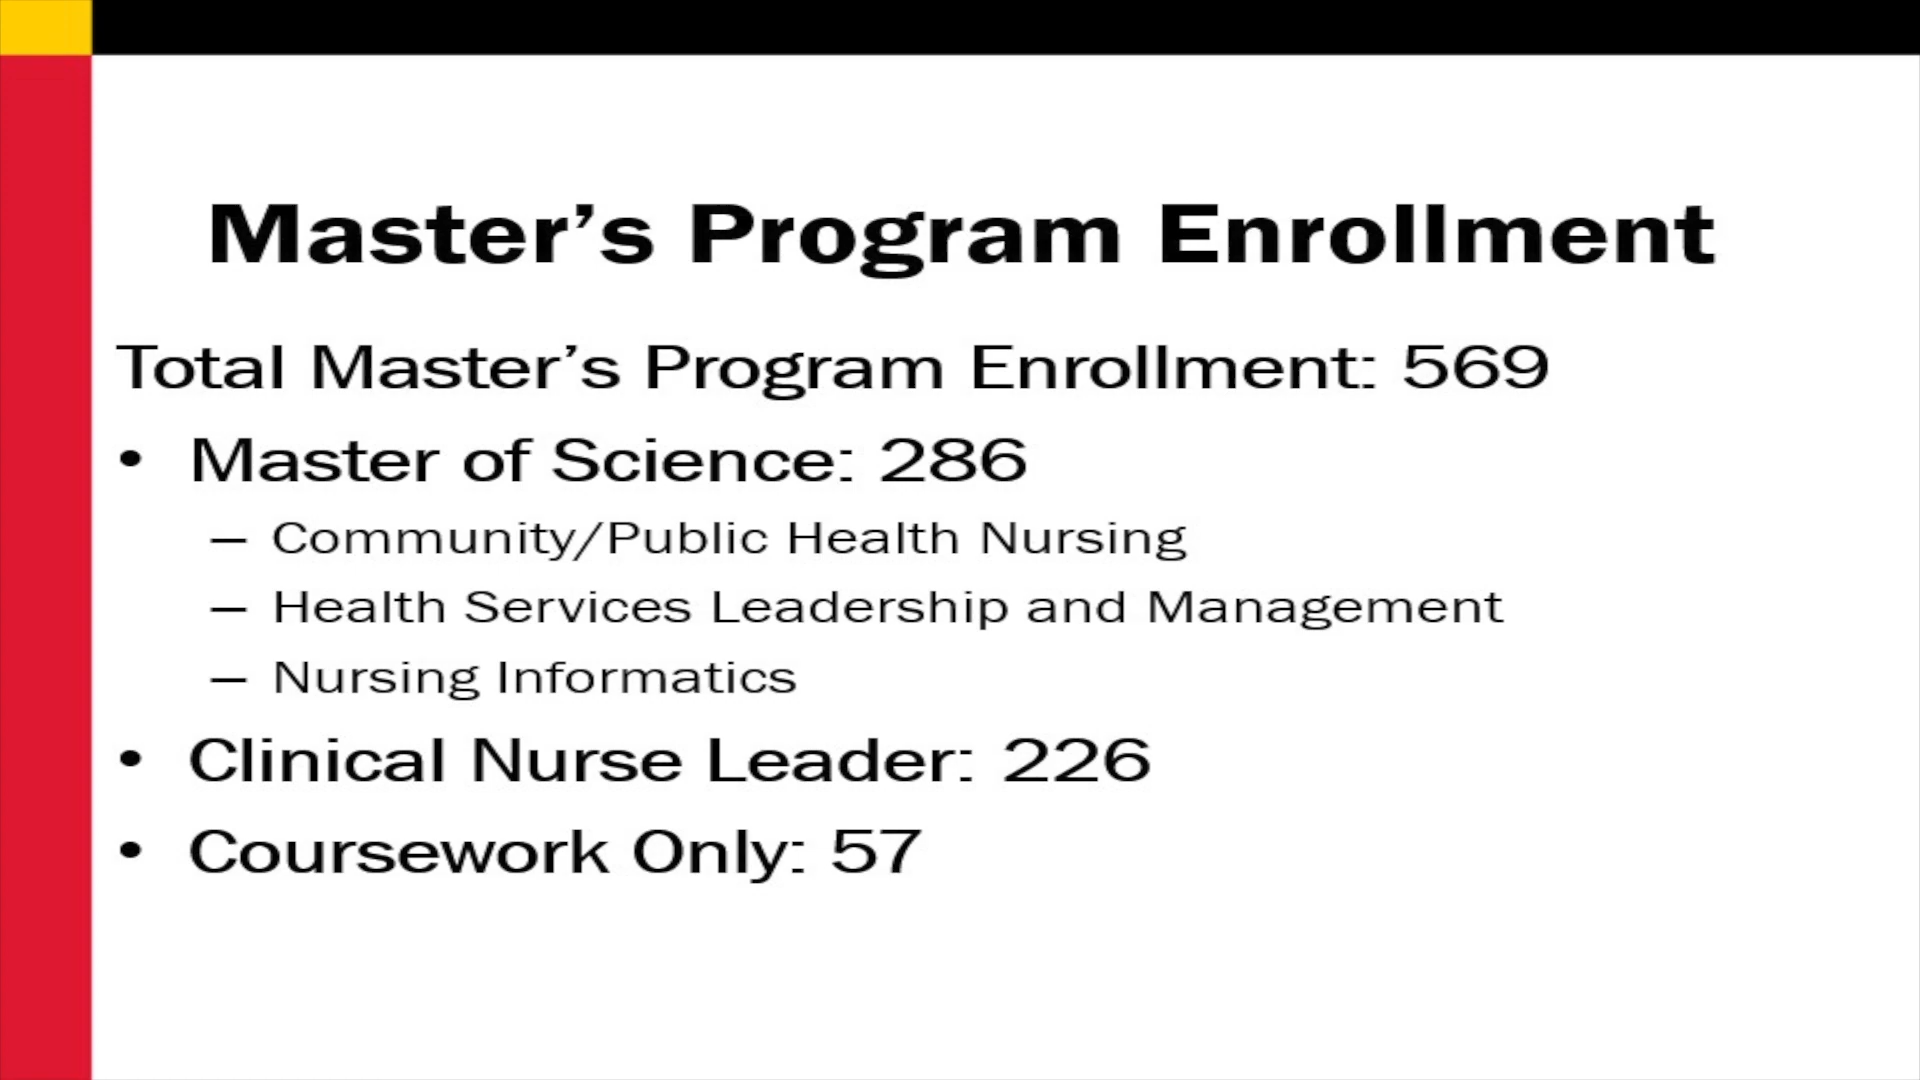 Master’s Program Enrollment
Total Master’s Program Enrollment: 569
• Master of Science: 286
– Community/Public Health Nursing
– Health Services Leadership and Management
– Nursing Informatics
• Clinical Nurse Leader: 226
• Coursework Only: 57